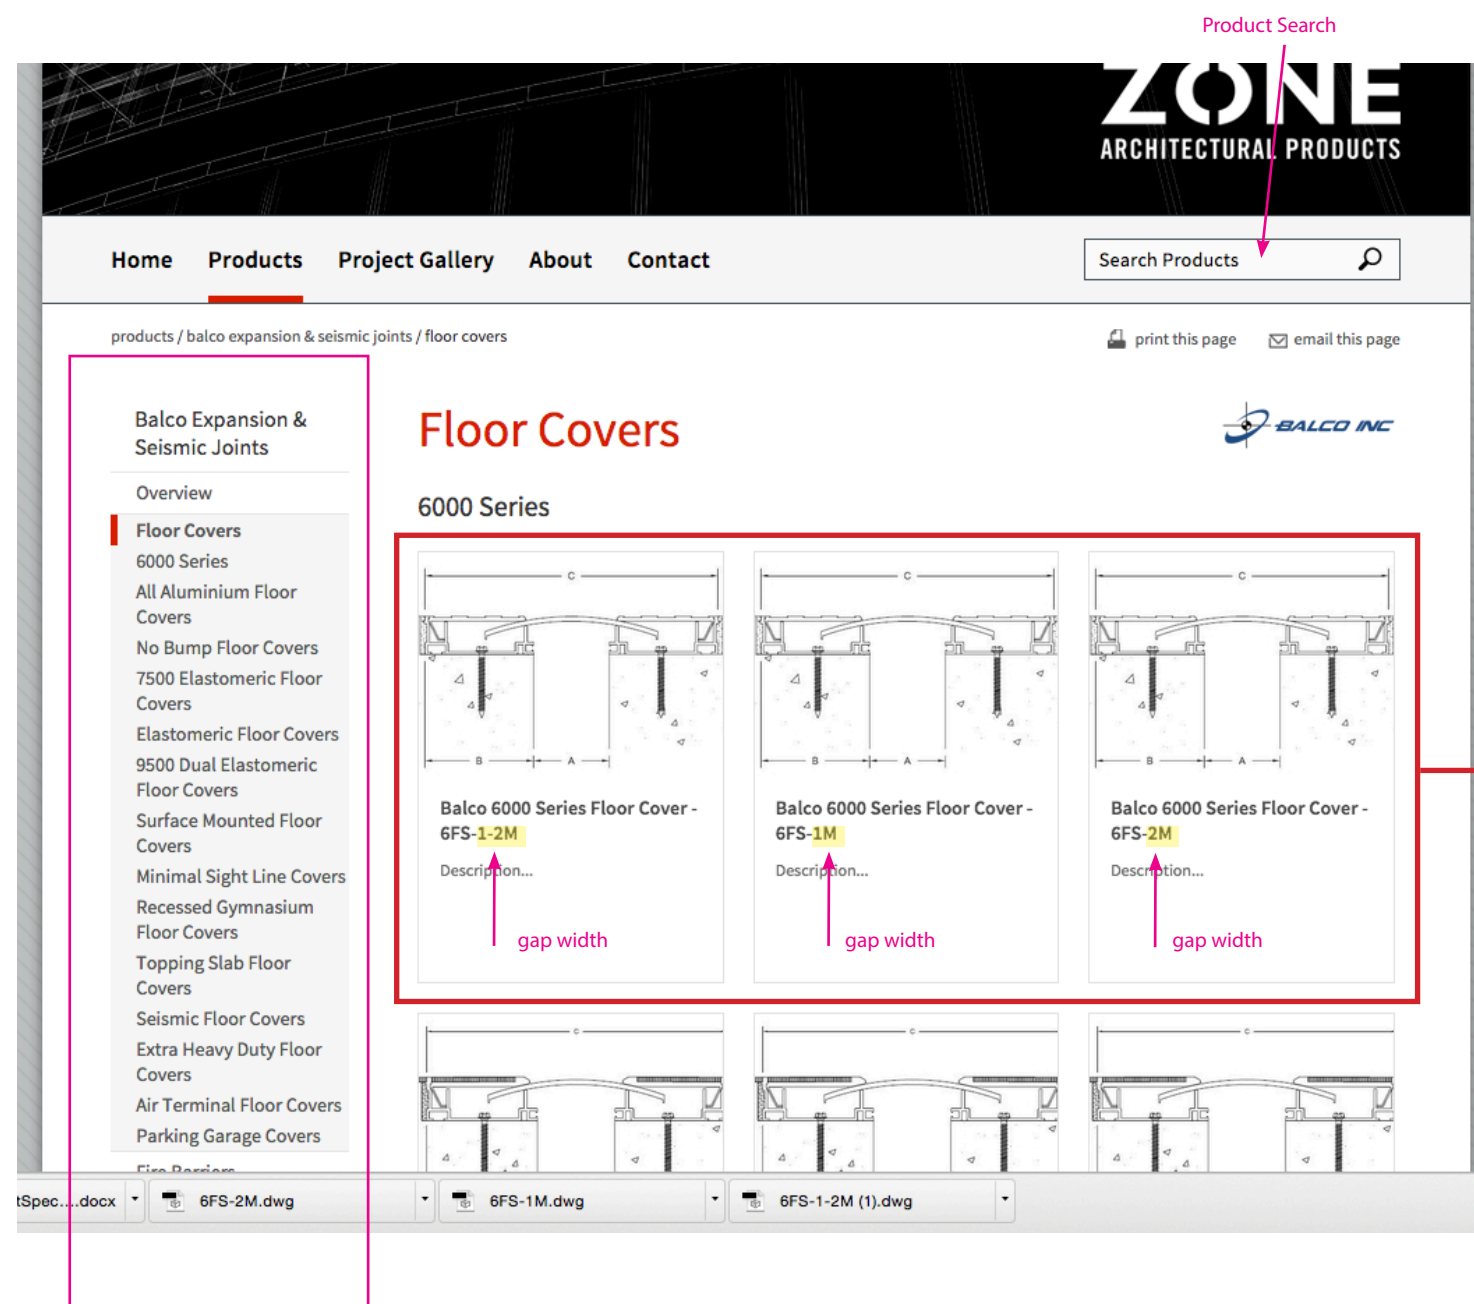 Product Search
ZONE
ARCHITECTURAL PRODUCTS
Home Products Project Gallery About Contact
Search Products
products / balco expansion & seismic joints / floor covers
print this page email this page
Balco Expansion &
Seismic Joints
Overview
Floor Covers
6000 Series
All Aluminium Floor
Covers
No Bump Floor Covers
7500 Elastomeric Floor
Covers
Elastomeric Floor Covers
9500 Dual Elastomeric
Floor Covers
Surface Mounted Floor
Covers
Minimal Sight Line Covers
Recessed Gymnasium
Floor Covers
Topping Slab Floor
Covers
Seismic Floor Covers
Extra Heavy Duty Floor
Covers
Air Terminal Floor Covers
Parking Garage Covers
Fire Barriers
Floor Covers
BALCO INC
6000 Series
C
B A
Balco 6000 Series Floor Cover -
6FS-1-2M
Description...
gap width
C
B A
Balco 6000 Series Floor Cover -
6FS-1M
Description...
gap width
C
B A
Balco 6000 Series Floor Cover -
6FS-2M
Description...
gap width
C
C
C
tSpec....docx
6FS-2M.dwg
6FS-1M.dwg
6FS-1-2M (1).dwg